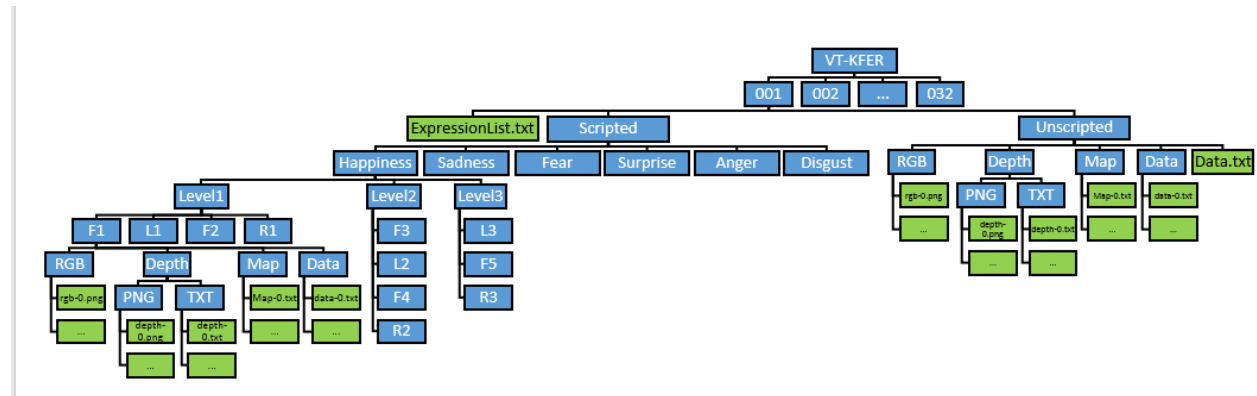 VT-KFER
001 002 ... 032
ExpressionList.txt Scripted Unscripted
Happiness Sadness Fear Surprise Anger Disgust RGB Depth Map Data Data.txt
Level1 Level2 Level3 rgb-0.png PNG TXT Map-0.txt data-0.txt
F1 L1 F2 R1 F3 L3 ... depth-0.png depth-0.txt ... ...
RGB Depth Map Data L2 F5 ... ...
rgb-0.png PNG TXT Map-0.txt data-0.txt F4 R3
... depth-0.png depth-0.txt ... ... R2
... ...